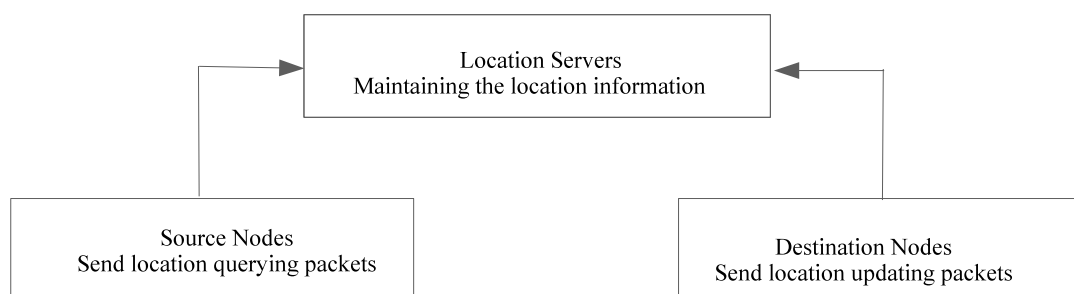 Location Servers
Maintaining the location information
Source Nodes
Send location querying packets
Destination Nodes
Send location updating packets